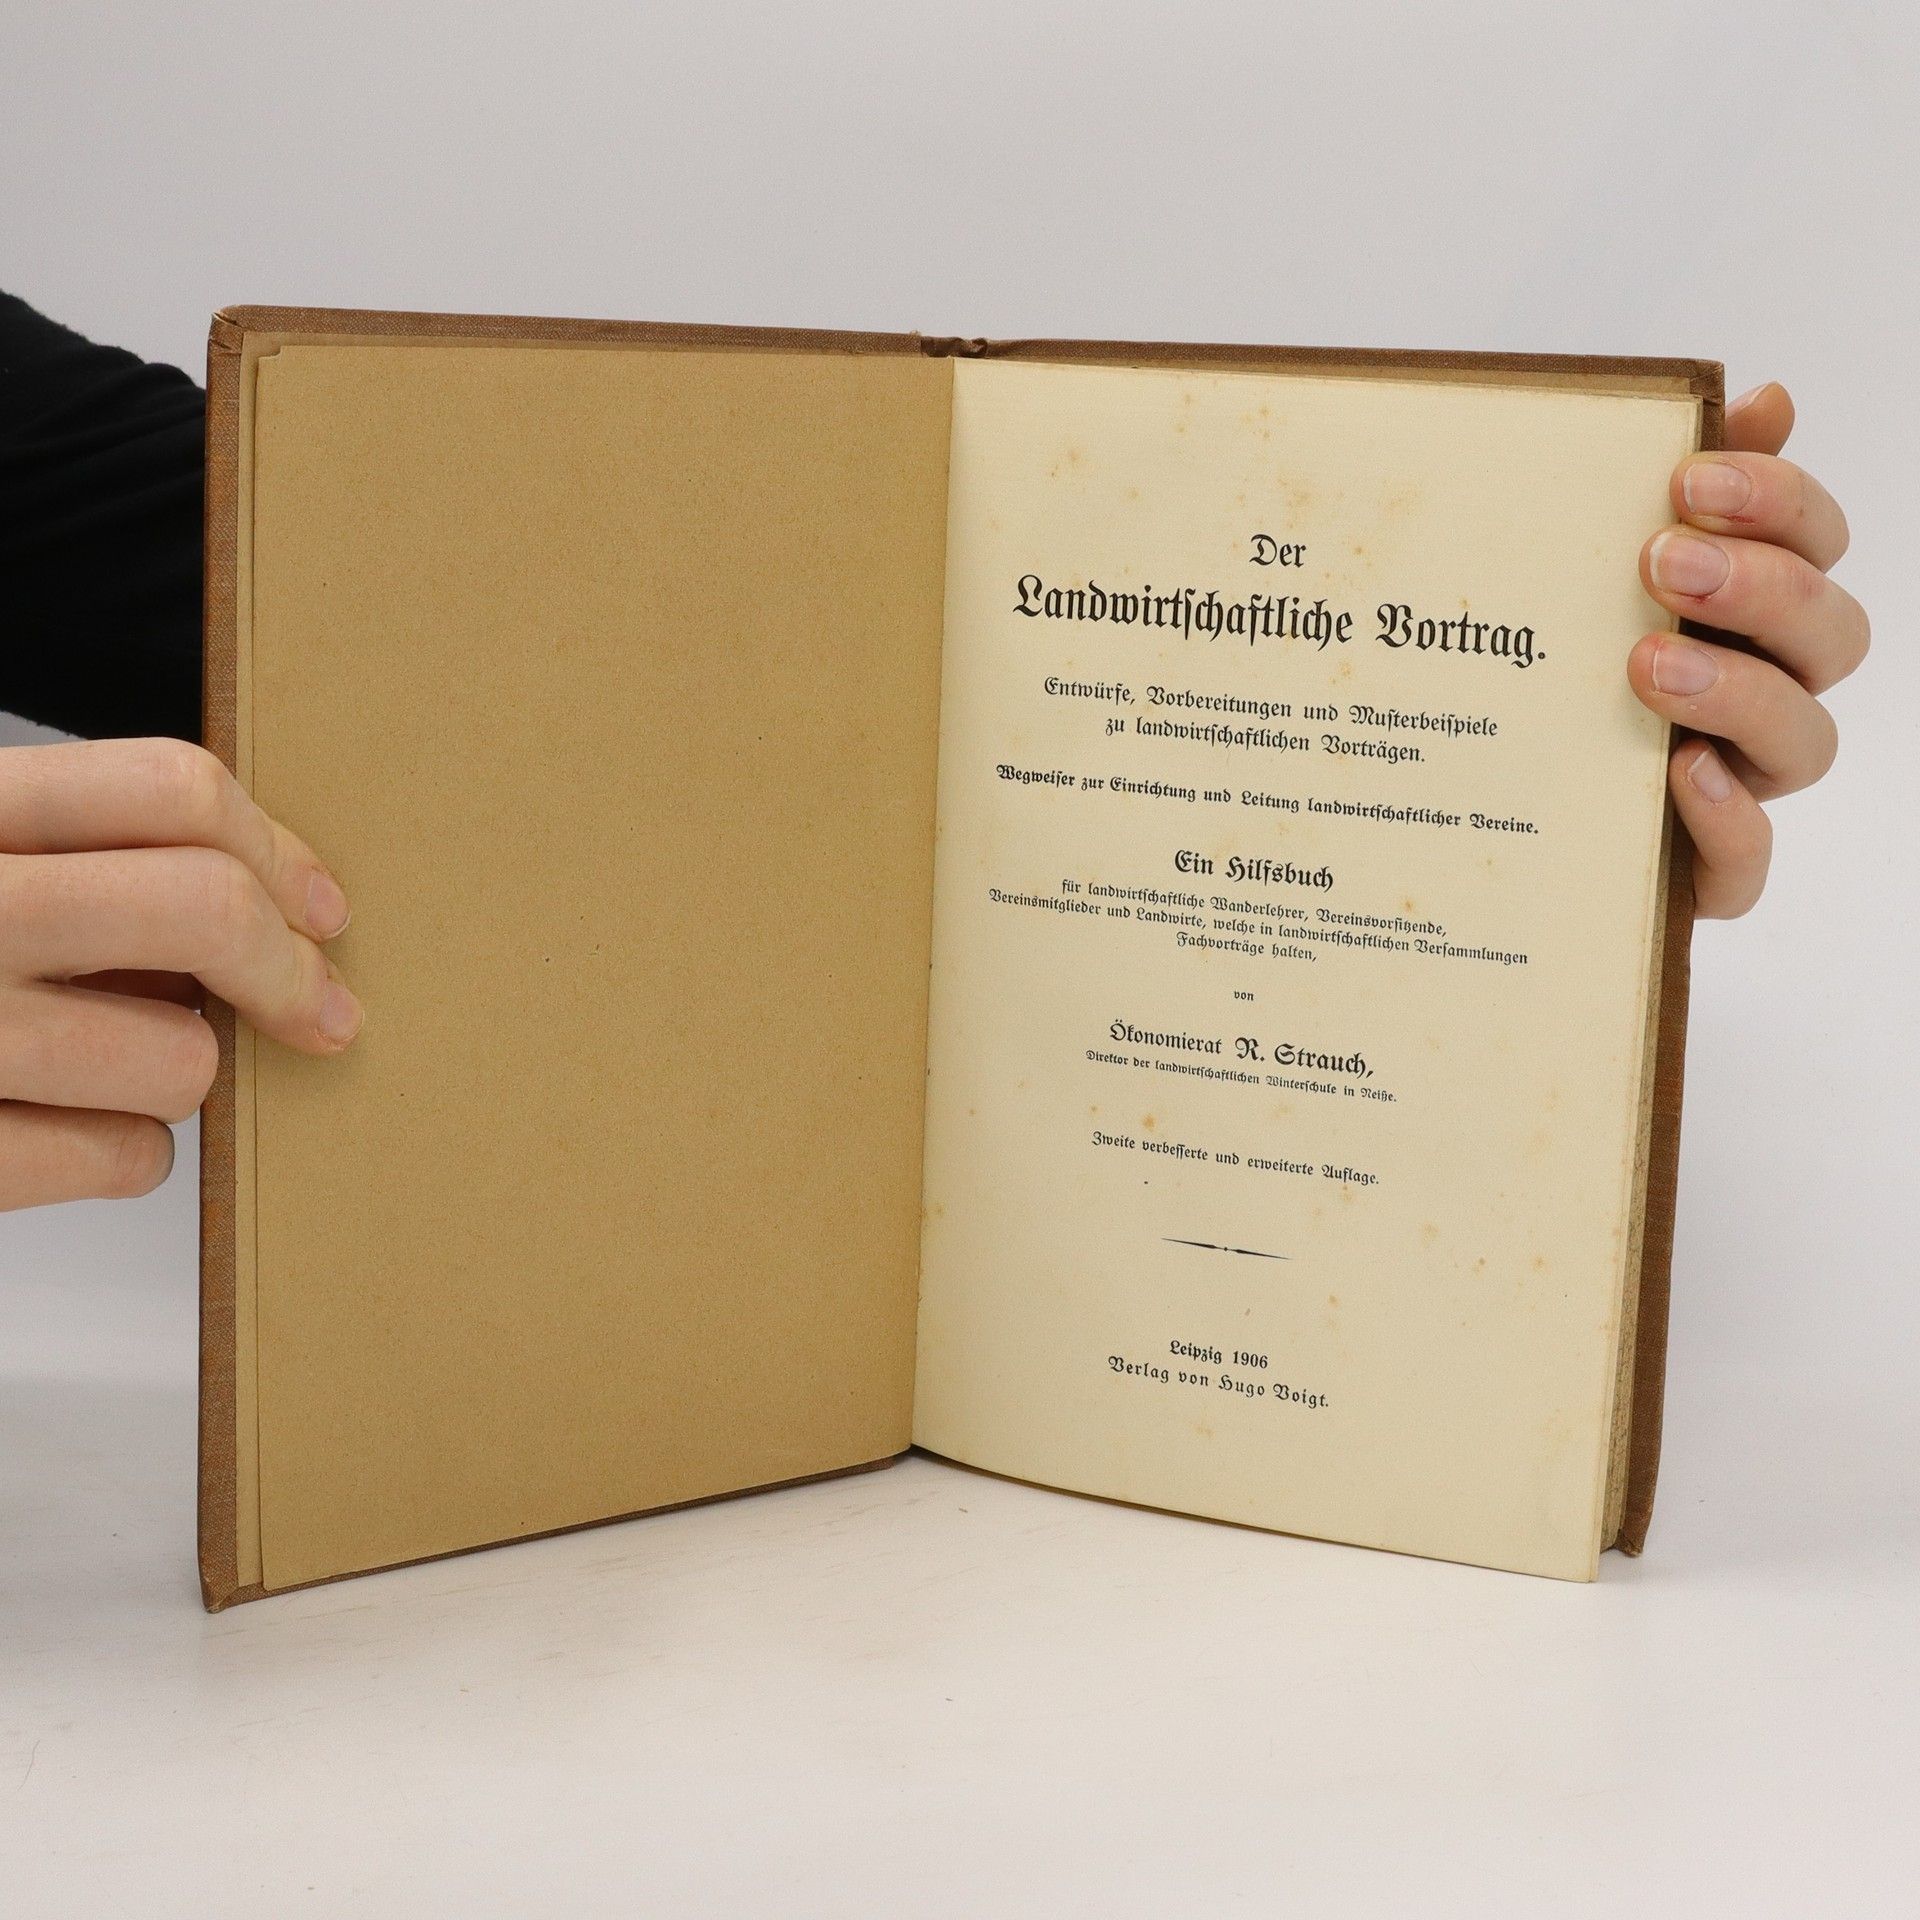 Der
Landwirtschaftliche Vortrag.
Entwürfe, Vorbereitungen und Musterbeispiele
zu landwirtschaftlichen Vorträgen.
Wegweiser zur Einrichtung und Leitung landwirtschaftlicher Vereine.
Ein Hilfsbuch
für landwirtschaftliche Wanderlehrer, Vereinsvorsitzende,
Vereinsmitglieder und Landwirte, welche in landwirtschaftlichen Versammlungen
Fachvorträge halten,
von
Ökonomierat R. Strauch,
Direktor der landwirtschaftlichen Winterschule in Neiße.
Zweite verbesserte und erweiterte Auflage.
Leipzig 1906
Verlag von Hugo Voigt.